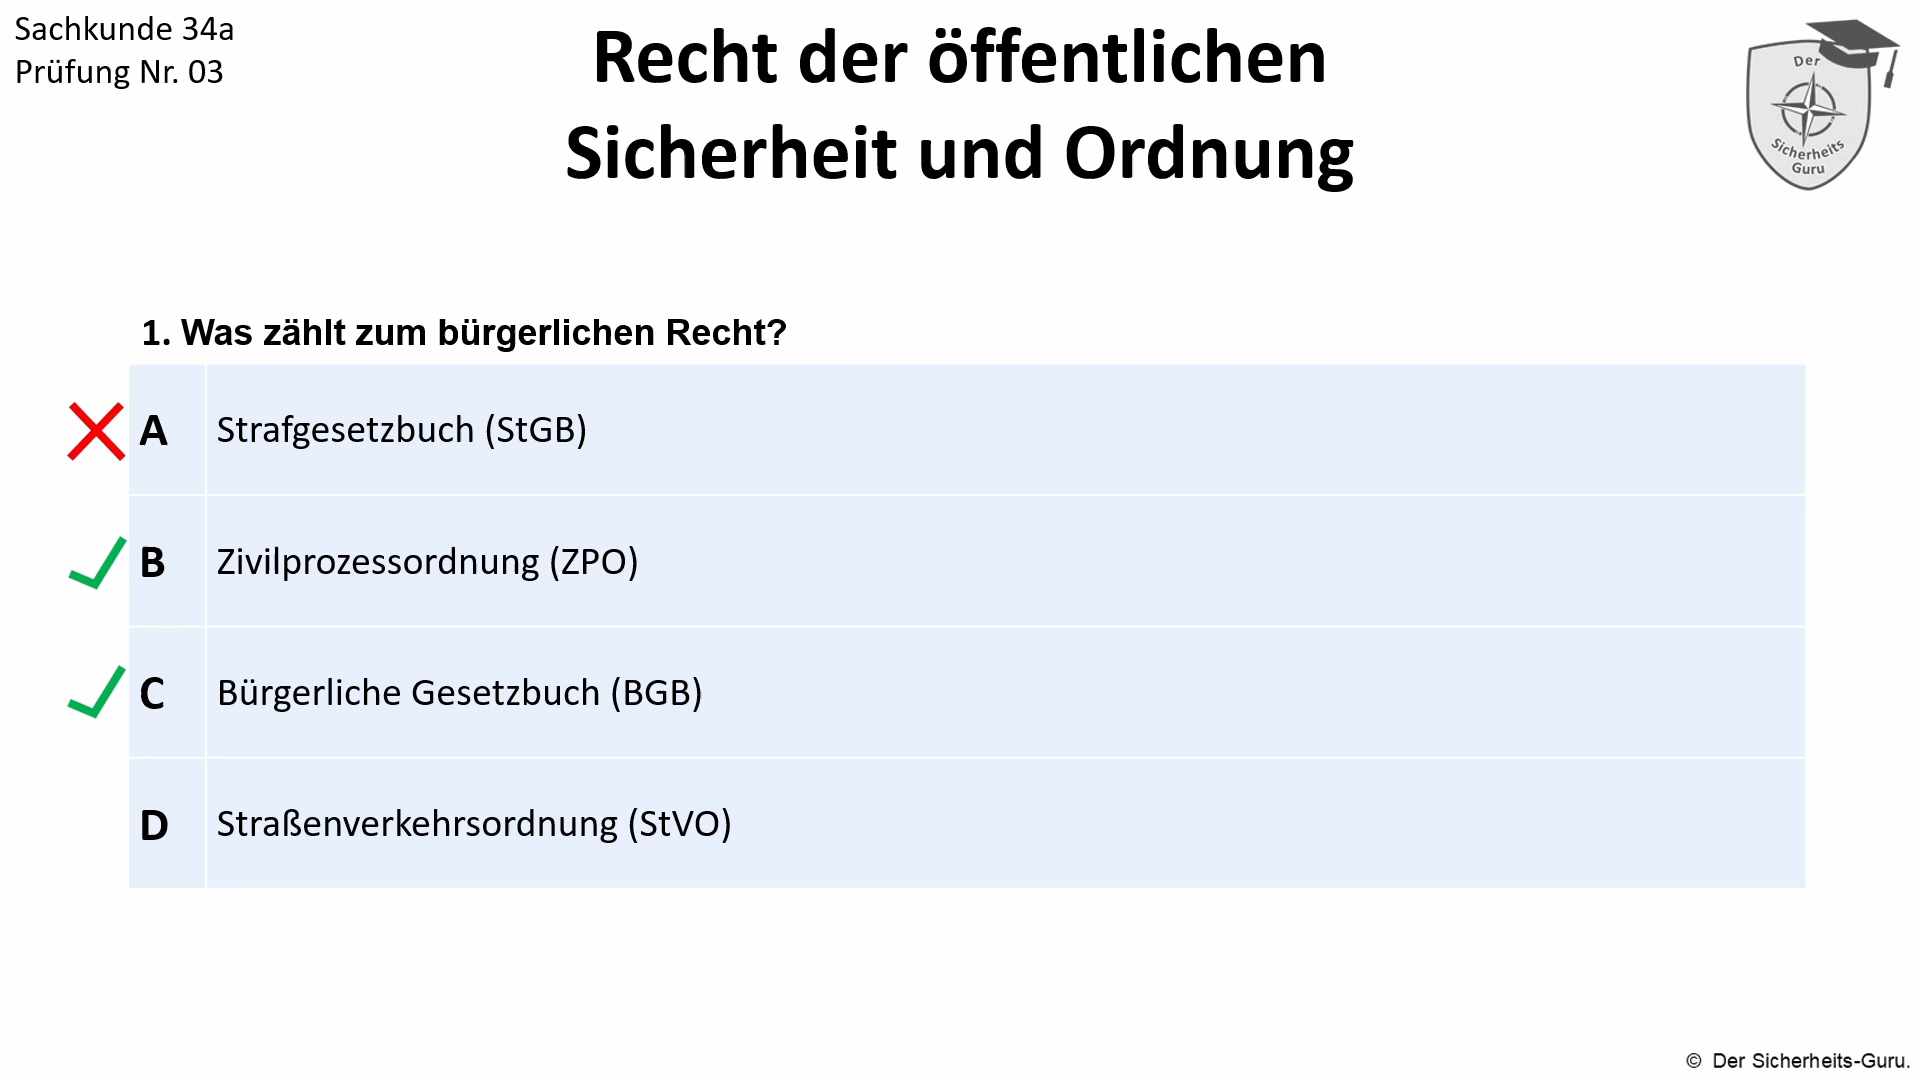 Sachkunde 34a
Prüfung Nr. 03
Recht der öffentlichen
Sicherheit und Ordnung
Der
Sicherheits
Guru
1. Was zählt zum bürgerlichen Recht?
A Strafgesetzbuch (StGB)
B Zivilprozessordnung (ZPO)
C Bürgerliche Gesetzbuch (BGB)
D Straßenverkehrsordnung (StVO)
© Der Sicherheits-Guru.